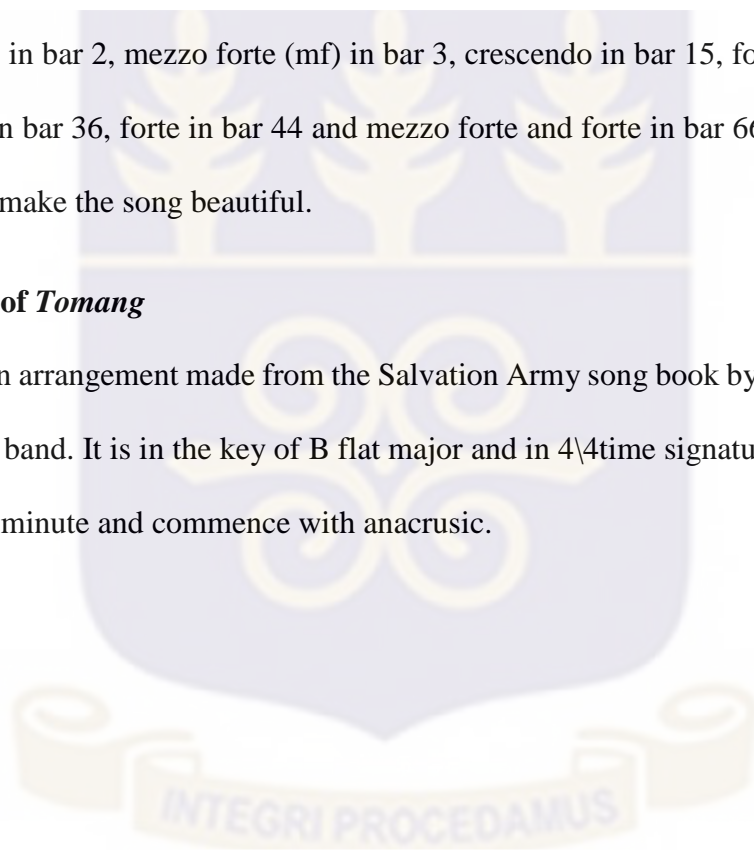 in bar 2, mezzo forte (mf) in bar 3, crescendo in bar 15, fo
n bar 36, forte in bar 44 and mezzo forte and forte in bar 66
make the song beautiful.
of Tomang
n arrangement made from the Salvation Army song book by
band. It is in the key of B flat major and in 4\4time signatu
minute and commence with anacrusic.
INTEGRI PROCEDAMUS